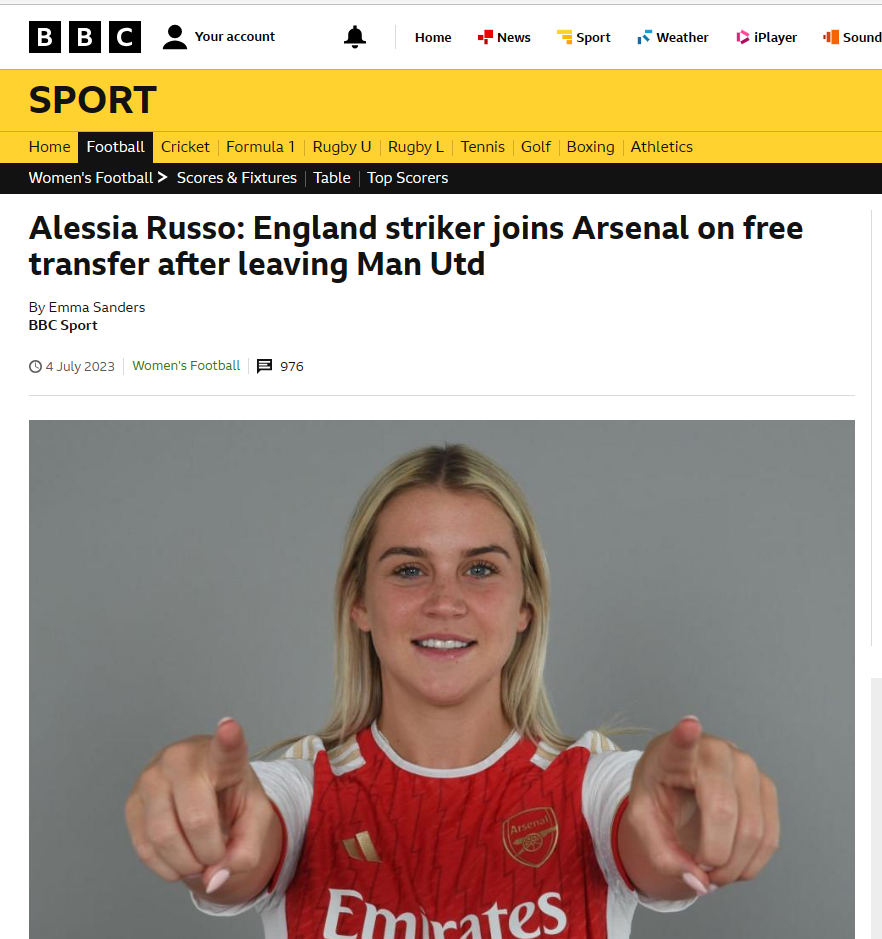 BBC Your account Home News Sport Weather iPlayer Sound
SPORT
Home Football Cricket Formula 1 Rugby U Rugby L Tennis Golf Boxing Athletics
Women's Football Scores & Fixtures Table Top Scorers
Alessia Russo: England striker joins Arsenal on free
transfer after leaving Man Utd
By Emma Sanders
BBC Sport
4 July 2023 Women's Football 976
Arsenal
Emirates